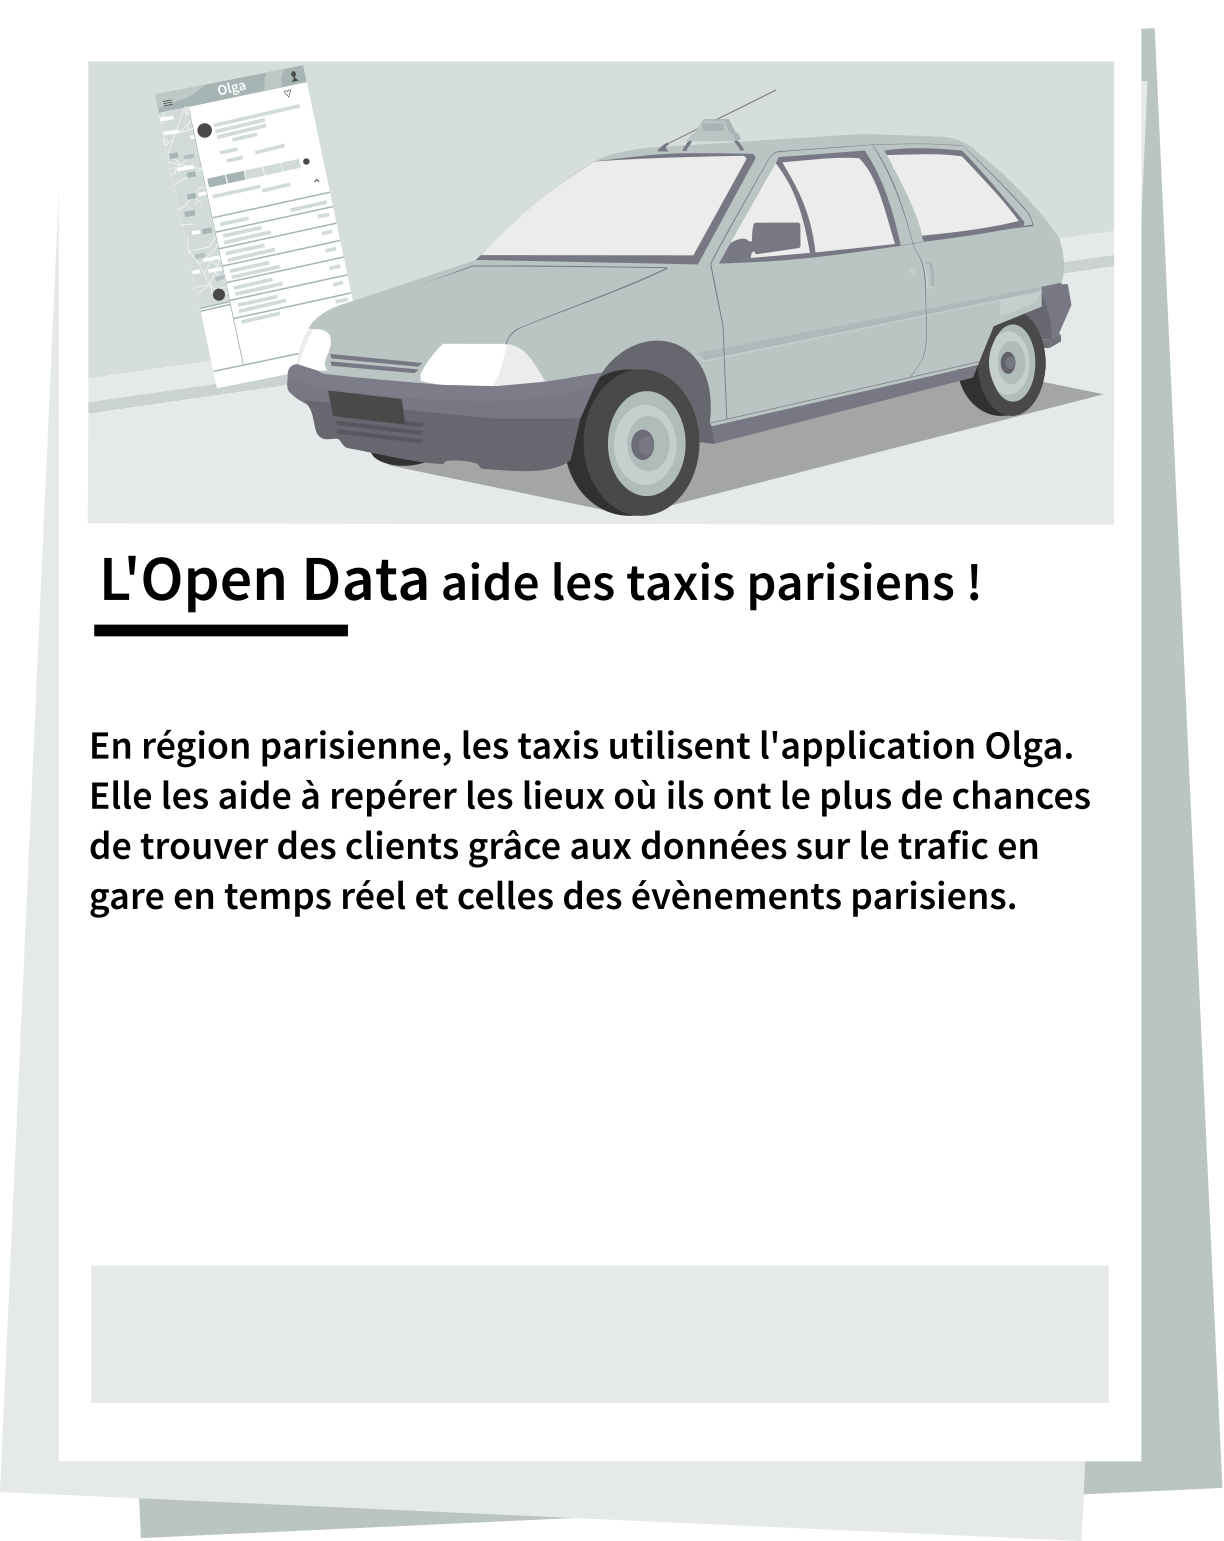 Olga
L'Open Data aide les taxis parisiens !
En région parisienne, les taxis utilisent l'application Olga.
Elle les aide à repérer les lieux où ils ont le plus de chances
de trouver des clients grâce aux données sur le trafic en
gare en temps réel et celles des évènements parisiens.